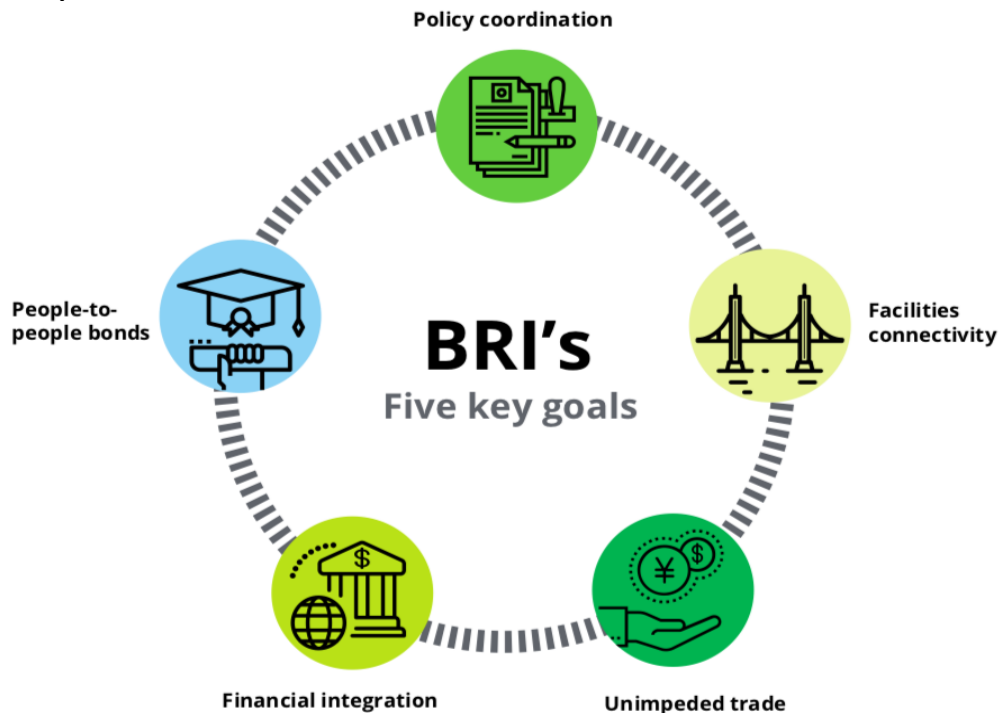 Policy coordination
People-to-
people bonds
Facilities
connectivity
BRI's
Five key goals
$
¥
$
Financial integration
Unimpeded trade